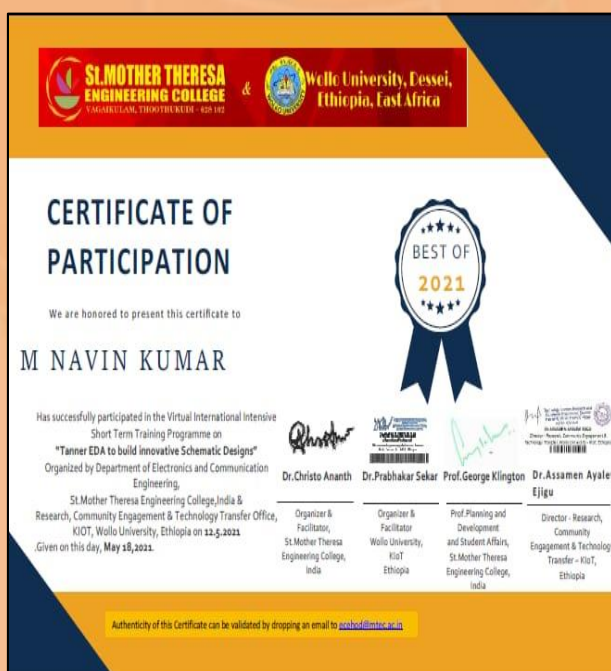 St.MOTHER THERESA
ENGINEERING COLLEGE
VAGAIKULAM, THOOTHUKUDI - 628 102
&
Wollo University, Dessei,
Ethiopia, East Africa
CERTIFICATE OF
PARTICIPATION
BEST OF
2021
We are honored to present this certificate to
M NAVIN KUMAR
Has successfully participated in the Virtual International Intensive
Short Term Training Programme on
"Tanner EDA to build innovative Schematic Designs"
Organized by Department of Electronics and Communication
Engineering,
St.Mother Theresa Engineering College,India &
Research, Community Engagement & Technology Transfer Office,
KIOT, Wollo University, Ethiopia on 12.5.2021
.Given on this day, May 18,2021.
Dr.Christo Ananth
Organizer &
Facilitator,
St.Mother Theresa
Engineering College,
India
Dr.Prabhakar Sekar
Organizer &
Facilitator
Wollo University,
KIoT
Ethiopia
Prof.George Klington
Prof.Planning and
Development
and Student Affairs,
St.Mother Theresa
Engineering College,
India
Dr.Assamen Ayalew
Ejigu
Director - Research,
Community
Engagement & Technology
Transfer – KIoT,
Ethiopia
Authenticity of this Certificate can be validated by dropping an email to ecehod@mtec.ac.in